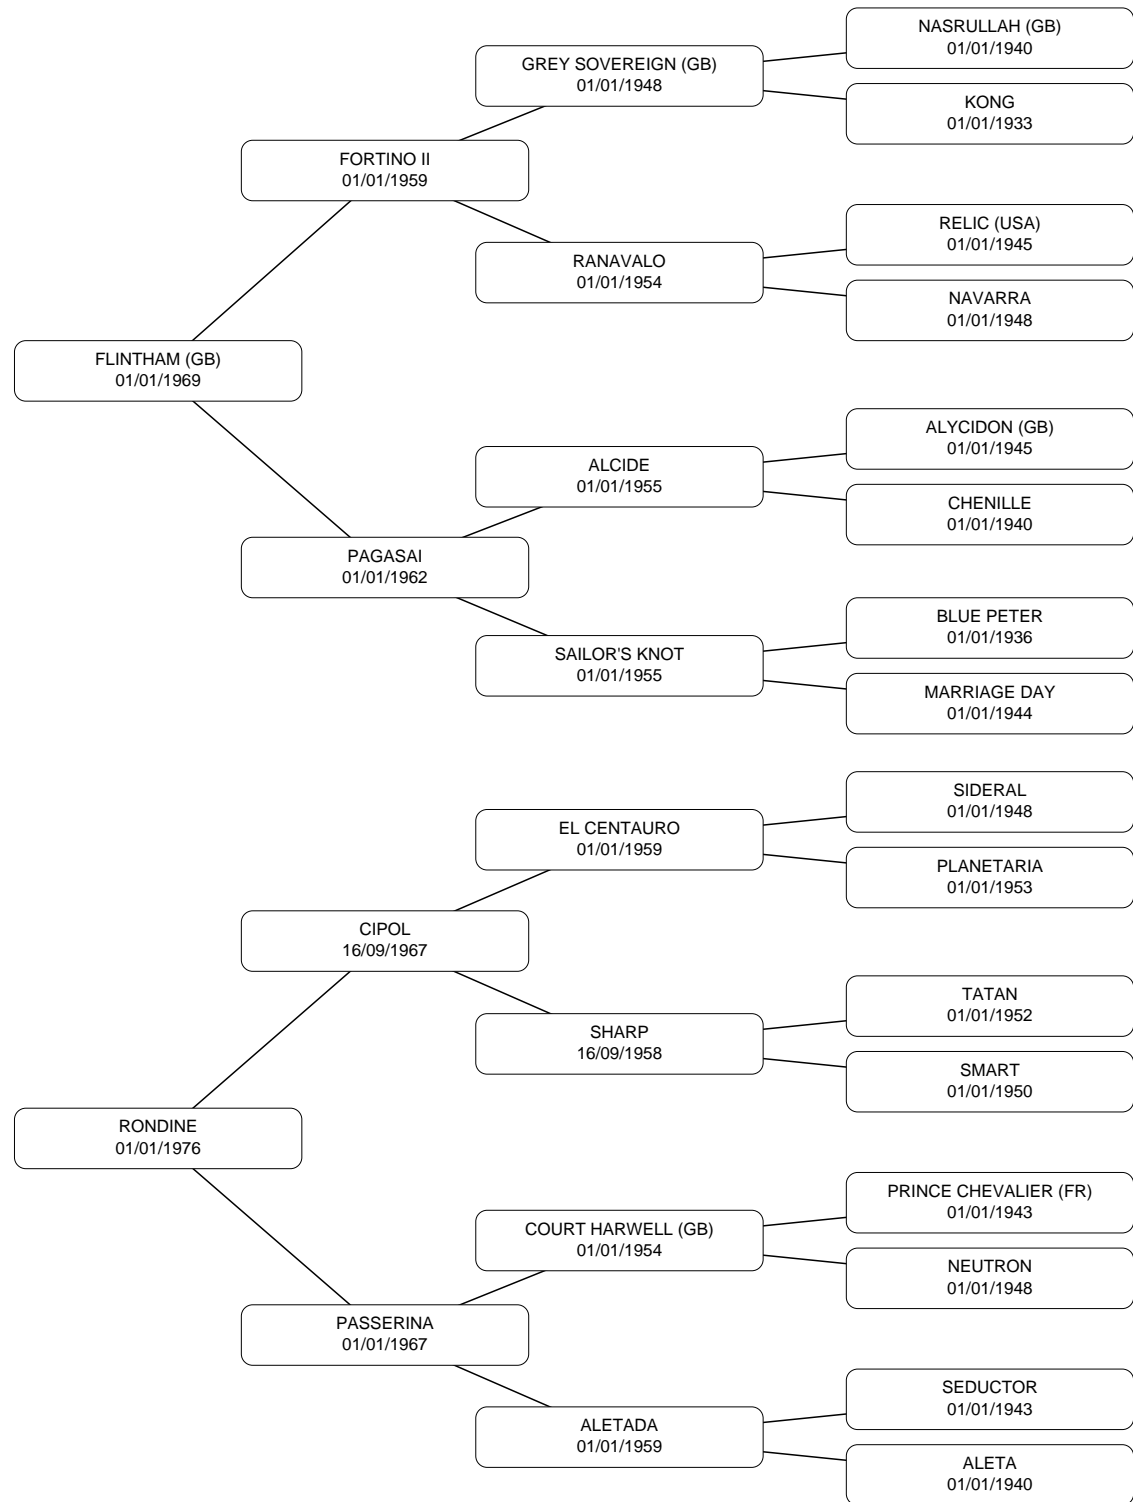 NASRULLAH (GB)
01/01/1940
GREY SOVEREIGN (GB)
01/01/1948
KONG
01/01/1933
FORTINO II
01/01/1959
RELIC (USA)
01/01/1945
RANAVALO
01/01/1954
NAVARRA
01/01/1948
FLINTHAM (GB)
01/01/1969
ALYCIDON (GB)
01/01/1945
ALCIDE
01/01/1955
CHENILLE
01/01/1940
PAGASAI
01/01/1962
BLUE PETER
01/01/1936
SAILOR'S KNOT
01/01/1955
MARRIAGE DAY
01/01/1944
SIDERAL
01/01/1948
EL CENTAURO
01/01/1959
PLANETARIA
01/01/1953
CIPOL
16/09/1967
TATAN
01/01/1952
SHARP
16/09/1958
SMART
01/01/1950
RONDINE
01/01/1976
PRINCE CHEVALIER (FR)
01/01/1943
COURT HARWELL (GB)
01/01/1954
NEUTRON
01/01/1948
PASSERINA
01/01/1967
SEDUCTOR
01/01/1943
ALETADA
01/01/1959
ALETA
01/01/1940